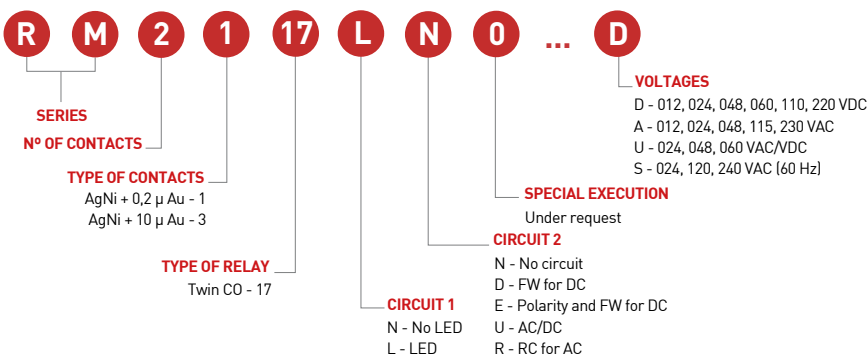 R M 2 1 17 L N 0 ... D
VOLTAGES
D - 012, 024, 048, 060, 110, 220 VDC
A - 012, 024, 048, 115, 230 VAC
U - 024, 048, 060 VAC/VDC
S - 024, 120, 240 VAC (60 Hz)
SERIES
Nº OF CONTACTS
TYPE OF CONTACTS
AgNi + 0,2 µ Au - 1
AgNi + 10 µ Au - 3
SPECIAL EXECUTION
Under request
TYPE OF RELAY
Twin CO - 17
CIRCUIT 2
N - No circuit
D - FW for DC
E - Polarity and FW for DC
U - AC/DC
R - RC for AC
CIRCUIT 1
N - No LED
L - LED